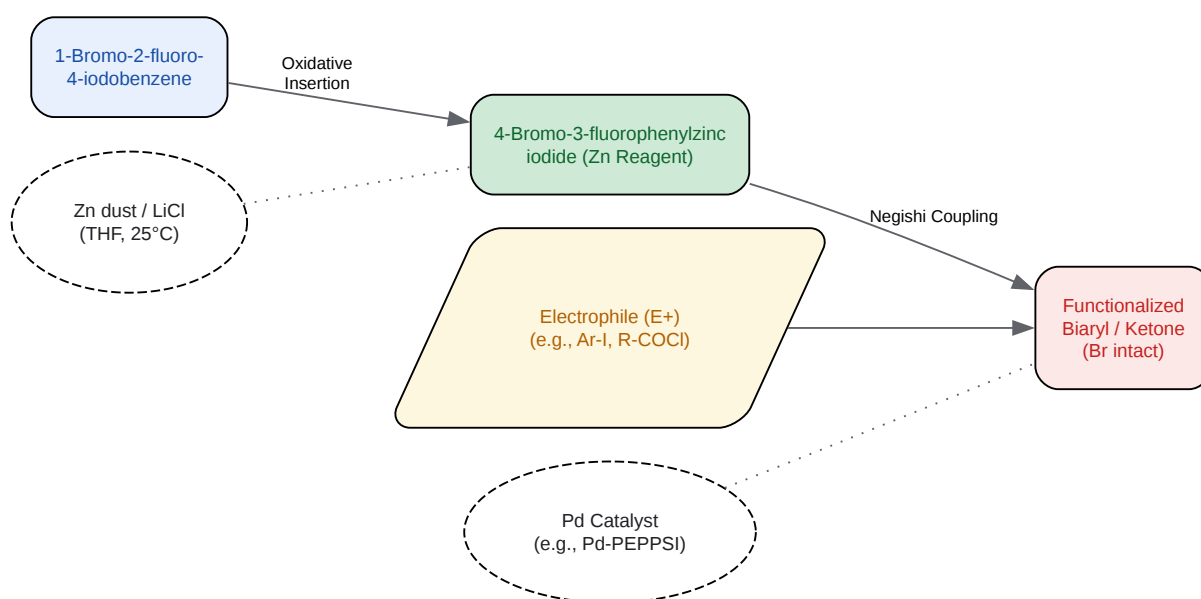 1-Bromo-2-fluoro-
4-iodobenzene
Oxidative
Insertion
4-Bromo-3-fluorophenylzinc
iodide (Zn Reagent)
Zn dust / LiCl
(THF, 25°C)
Negishi Coupling
Electrophile (E+)
(e.g., Ar-I, R-COCl)
Functionalized
Biaryl / Ketone
(Br intact)
Pd Catalyst
(e.g., Pd-PEPPSI)